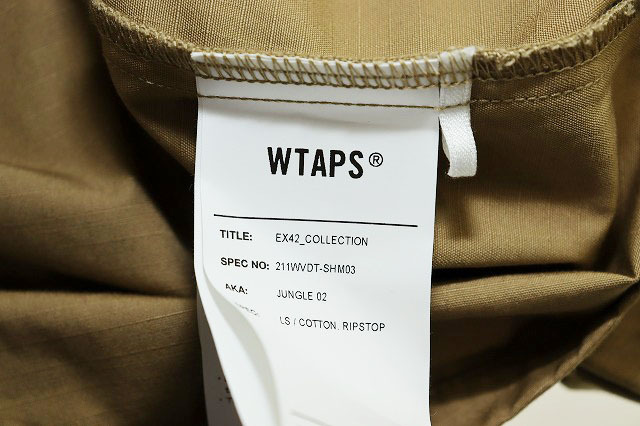 WTAPS®
TITLE: EX42_COLLECTION
SPEC NO: 211WVDT-SHM03
AKA: JUNGLE 02
LS / COTTON. RIPSTOP